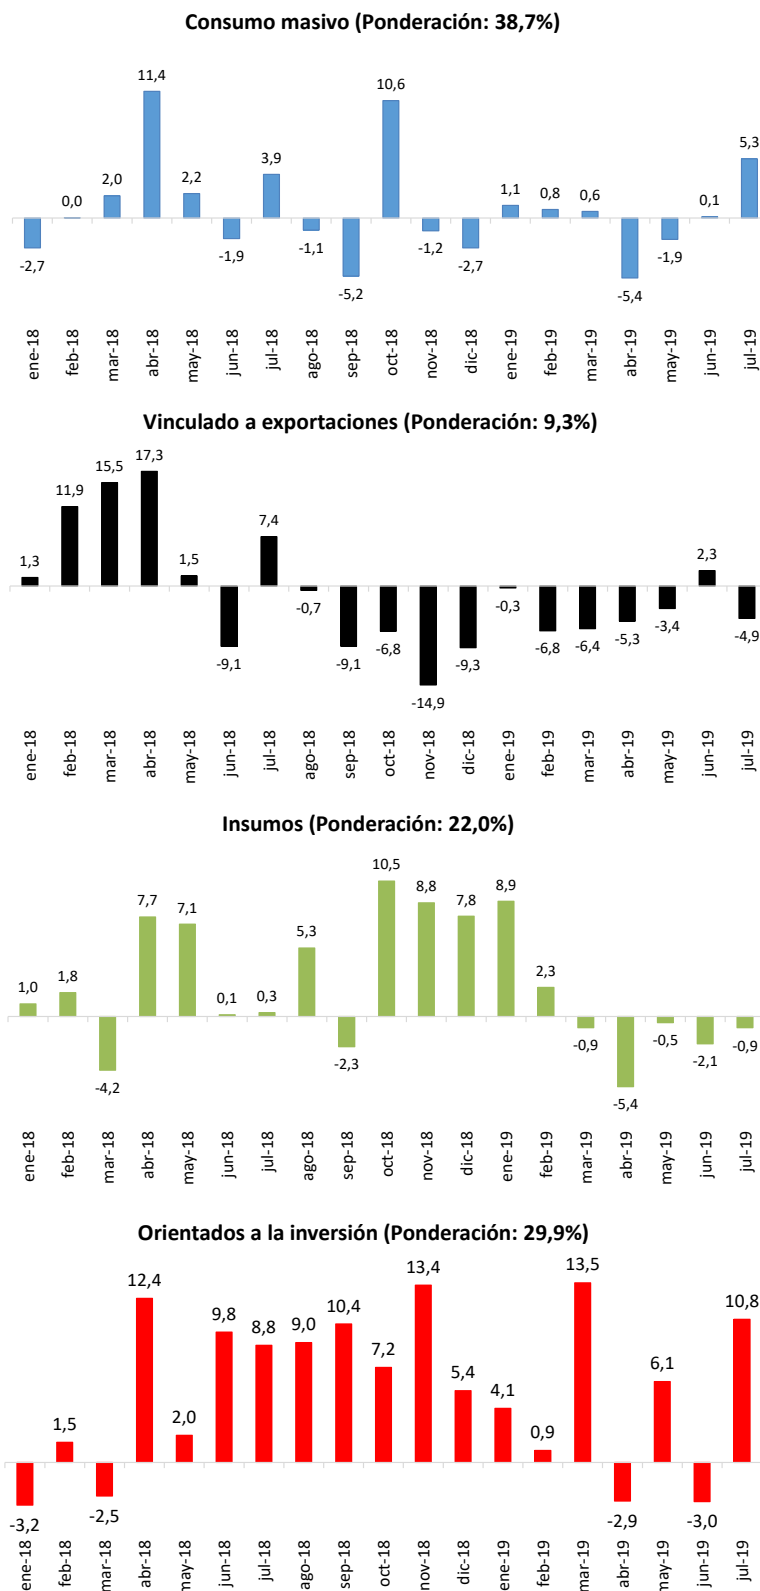 Consumo masivo (Ponderación: 38,7%)
-2,7
0,0
2,0
11,4
2,2
-1,9
3,9
-1,1
-5,2
10,6
-1,2
-2,7
1,1
0,8
0,6
-5,4
-1,9
0,1
5,3
ene-18
feb-18
mar-18
abr-18
may-18
jun-18
jul-18
ago-18
sep-18
oct-18
nov-18
dic-18
ene-19
feb-19
mar-19
abr-19
may-19
jun-19
jul-19
Vinculado a exportaciones (Ponderación: 9,3%)
1,3
11,9
15,5
17,3
1,5
-9,1
7,4
-0,7
-9,1
-6,8
-14,9
-9,3
-0,3
-6,8
-6,4
-5,3
-3,4
2,3
-4,9
ene-18
feb-18
mar-18
abr-18
may-18
jun-18
jul-18
ago-18
sep-18
oct-18
nov-18
dic-18
ene-19
feb-19
mar-19
abr-19
may-19
jun-19
jul-19
Insumos (Ponderación: 22,0%)
1,0
1,8
-4,2
7,7
7,1
0,1
0,3
5,3
-2,3
10,5
8,8
7,8
8,9
2,3
-0,9
-5,4
-0,5
-2,1
-0,9
ene-18
feb-18
mar-18
abr-18
may-18
jun-18
jul-18
ago-18
sep-18
oct-18
nov-18
dic-18
ene-19
feb-19
mar-19
abr-19
may-19
jun-19
jul-19
Orientados a la inversión (Ponderación: 29,9%)
-3,2
1,5
-2,5
12,4
2,0
9,8
8,8
9,0
10,4
7,2
13,4
5,4
4,1
0,9
13,5
-2,9
6,1
-3,0
10,8
ene-18
feb-18
mar-18
abr-18
may-18
jun-18
jul-18
ago-18
sep-18
oct-18
nov-18
dic-18
ene-19
feb-19
mar-19
abr-19
may-19
jun-19
jul-19